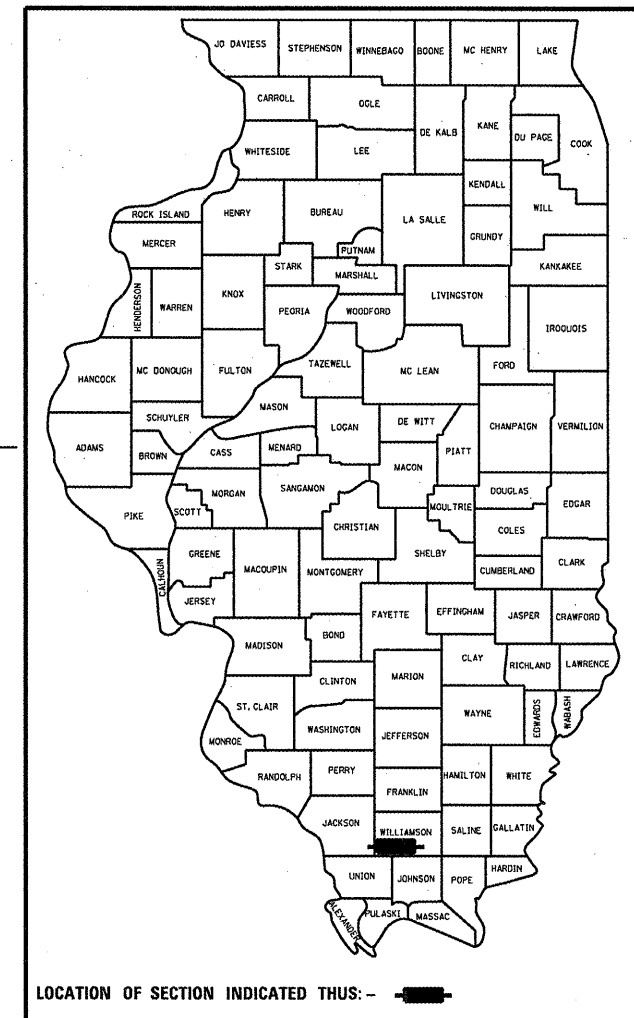 JO DAVIESS
STEPHENSON
WINNEBAGO
BOONE
MC HENRY
LAKE
CARROLL
OGLE
DE KALB
KANE
DU PAGE
COOK
WHITESIDE
LEE
KENDALL
WILL
ROCK ISLAND
HENRY
BUREAU
LA SALLE
GRUNDY
MERCER
PUTNAM
KANKAKEE
STARK
MARSHALL
HENDERSON
WARREN
KNOX
PEORIA
WOODFORD
LIVINGSTON
IROQUOIS
HANCOCK
MC DONOUGH
FULTON
TAZEWELL
MC LEAN
FORD
SCHUYLER
MASON
LOGAN
DE WITT
CHAMPAIGN
VERMILION
ADAMS
BROWN
CASS
MENARD
PIATT
MACON
PIKE
SCOTT
MORGAN
SANGAMON
MOULTRIE
DOUGLAS
EDGAR
CHRISTIAN
COLES
GREENE
MACOUPIN
MONTGOMERY
SHELBY
CUMBERLAND
CLARK
CALHOUN
JERSEY
FAYETTE
EFFINGHAM
JASPER
CRAWFORD
MADISON
BOND
CLAY
RICHLAND
LAWRENCE
CLINTON
MARION
ST. CLAIR
WAYNE
EDWARDS
WABASH
MONROE
WASHINGTON
JEFFERSON
RANDOLPH
PERRY
HAMILTON
WHITE
FRANKLIN
JACKSON
WILLIAMSON
SALINE
GALLATIN
UNION
JOHNSON
POPE
HARDIN
ALEXANDER
PULASKI
MASSAC
LOCATION OF SECTION INDICATED THUS: –